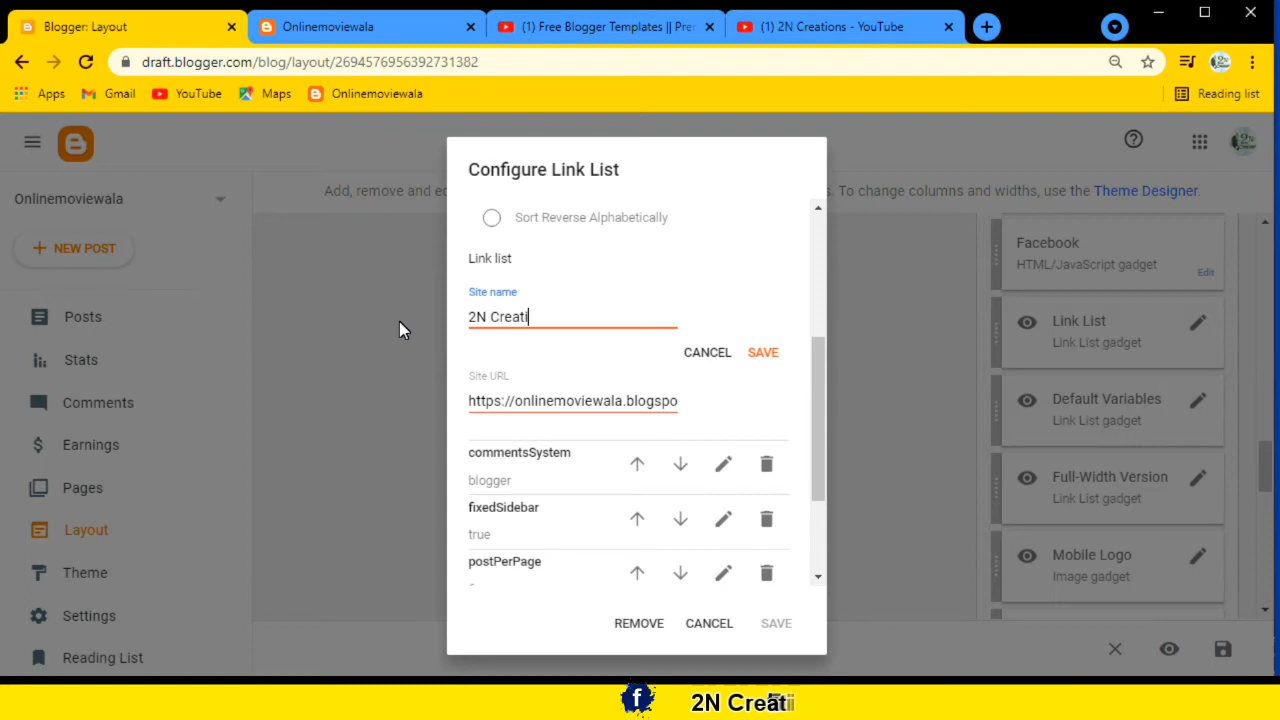 Blogger: Layout
Onlinemoviewala
(1) Free Blogger Templates || Pre
(1) 2N Creations - YouTube
draft.blogger.com/blog/layout/2694576956392731382
Apps
Gmail
YouTube
Maps
Onlinemoviewala
Reading list
Onlinemoviewala
NEW POST
Posts
Stats
Comments
Earnings
Pages
Layout
Theme
Settings
Reading List
Add, remove and
. To change columns and widths, use the Theme Designer.
Configure Link List
Sort Reverse Alphabetically
Link list
Site name
2N Creati
CANCEL SAVE
Site URL
https://onlinemoviewala.blogspo
commentsSystem
blogger
fixedSidebar
true
postPerPage
REMOVE CANCEL SAVE
Facebook
HTML/JavaScript gadget
Edit
Link List
Link List gadget
Default Variables
Link List gadget
Full-Width Version
Link List gadget
Mobile Logo
Image gadget
2N Creati